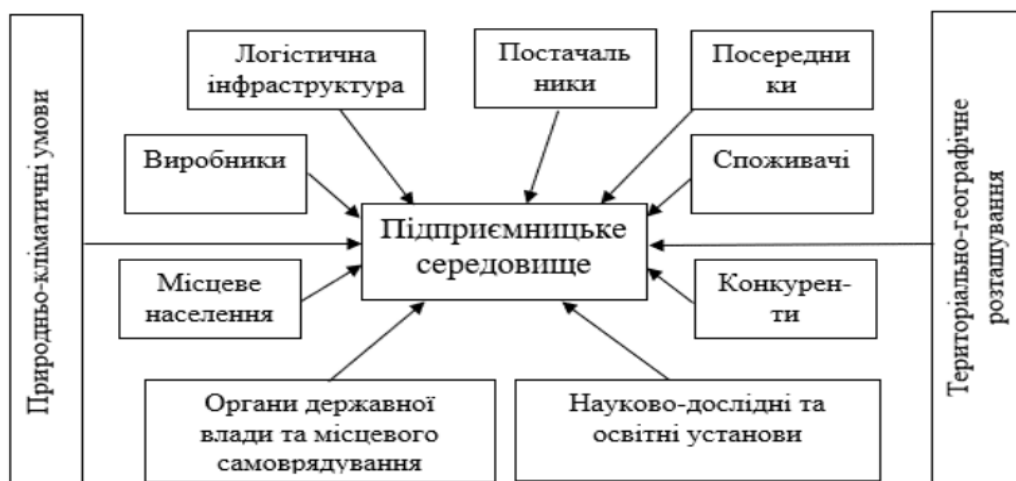 Природньо-кліматичні умови
Логістична
інфраструктура
Постачаль
ники
Посередни
ки
Виробники
Споживачі
Підприємницьке
середовище
Місцеве
населення
Конкурен-
ти
Органи державної
влади та місцевого
самоврядування
Науково-дослідні та
освітні установи
Територіально-географічне
розташування